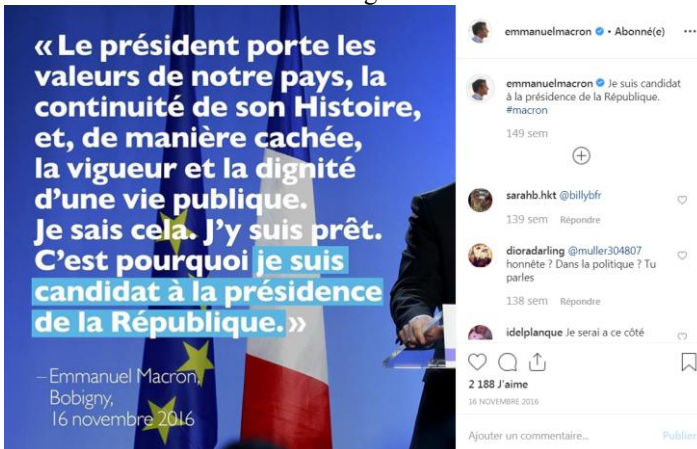 « Le président porte les
valeurs de notre pays, la
continuité de son Histoire,
et, de manière cachée,
la vigueur et la dignité
d'une vie publique.
Je sais cela. J'y suis prêt.
C'est pourquoi je suis
candidat à la présidence
de la République. »
– Emmanuel Macron,
Bobigny,
16 novembre 2016
emmanuelmacron • Abonné(e) •••
emmanuelmacron Je suis candidat
à la présidence de la République.
#macron
149 sem
sarahb.hkt @billybfr
139 sem Répondre
dioradarling @muller304807
honnête ? Dans la politique ? Tu
parles
138 sem Répondre
idelplanque Je serai a ce côté
2 188 J'aime
16 NOVEMBRE 2016
Ajouter un commentaire... Publier